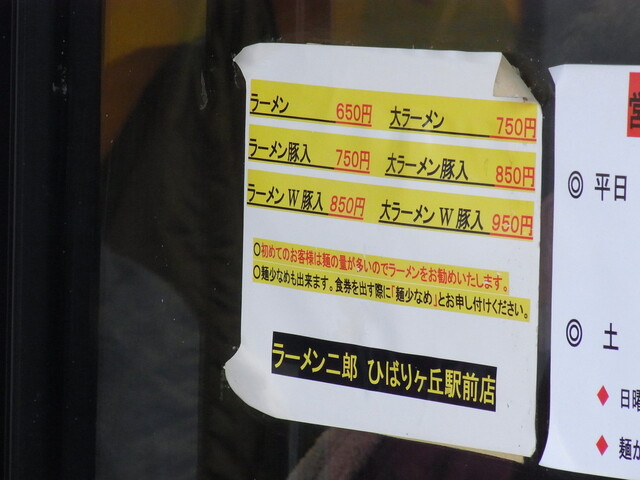 ラーメン 650円 大ラーメン 750円
ラーメン豚入 750円 大ラーメン豚入 850円
ラーメンW豚入 850円 大ラーメンW豚入 950円
○初めてのお客様は麺の量が多いのでラーメンをお勧めいたします。
○麺少なめも出来ます。食券を出す際に「麺少なめ」とお申し付けください。
ラーメン二郎 ひばりヶ丘駅前店
営
◎ 平日
◎ 土
♦ 日曜
♦ 麺が